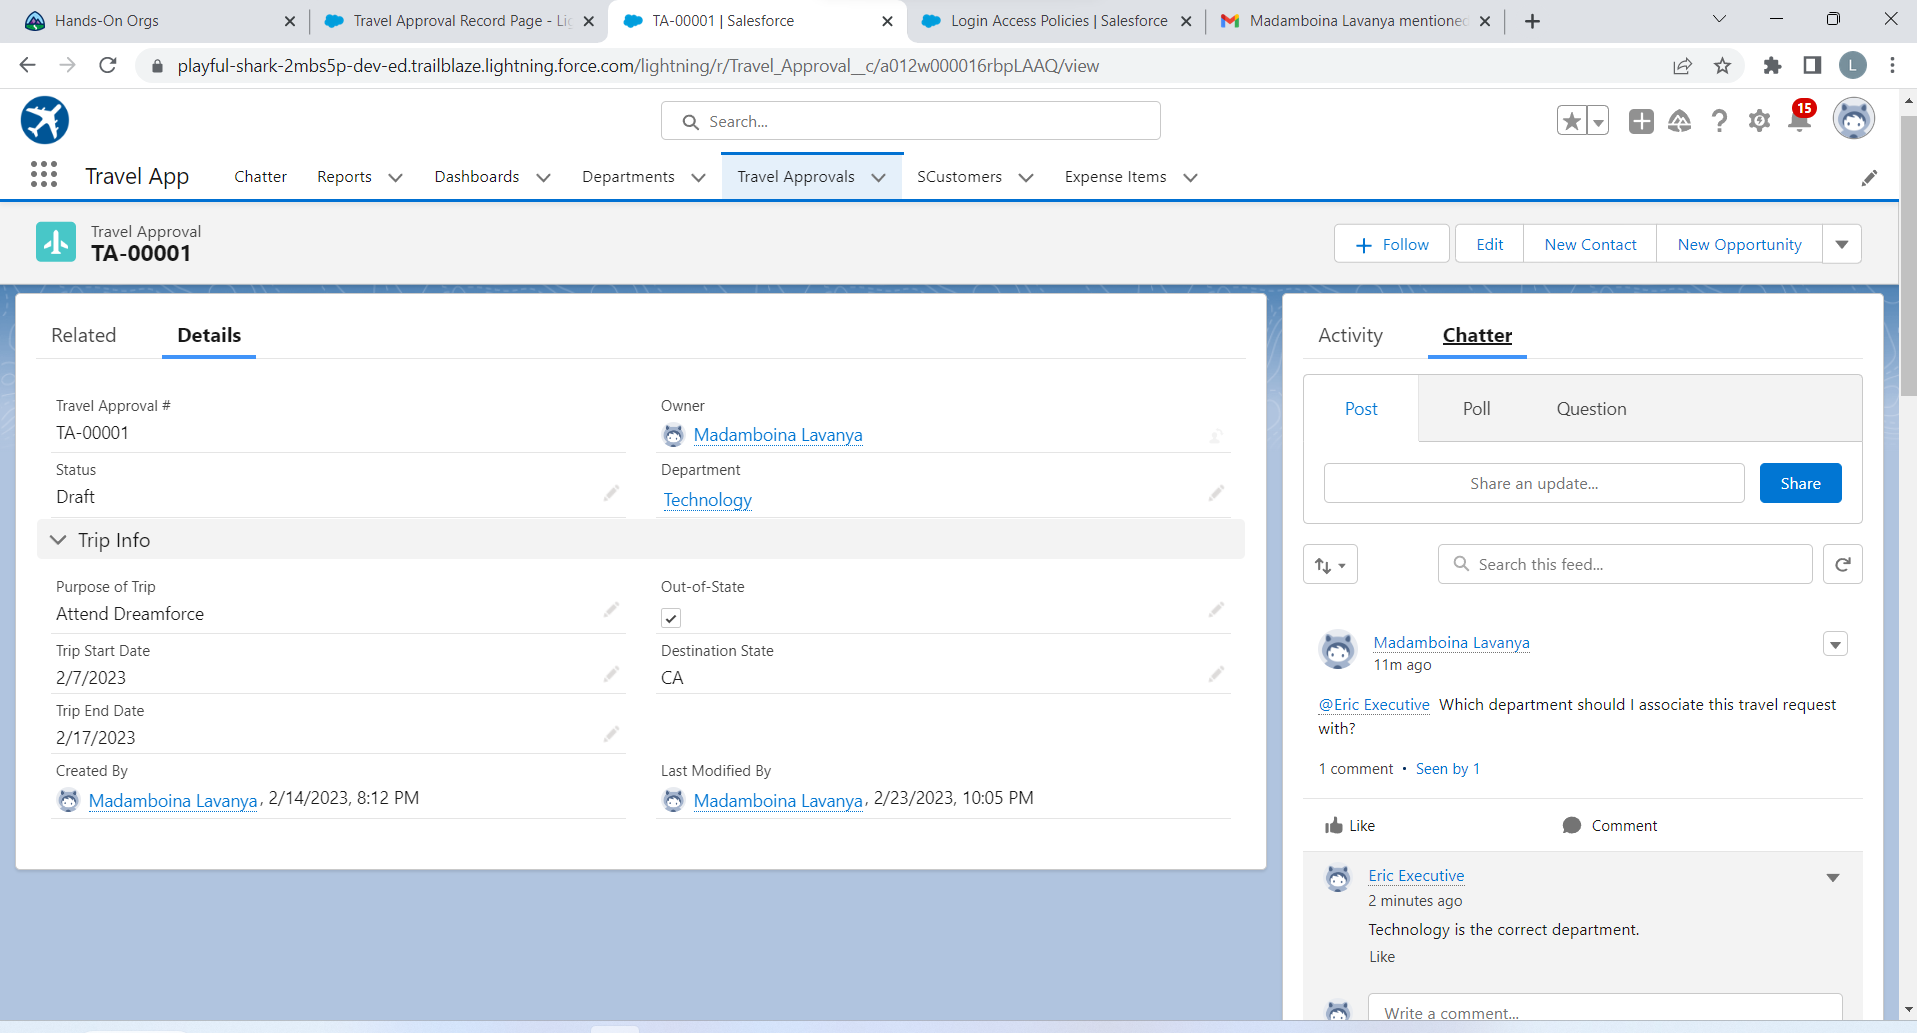 Hands-On Orgs
Travel Approval Record Page - Lig
TA-00001 | Salesforce
Login Access Policies | Salesforce
Madamboina Lavanya mentioned
playful-shark-2mbs5p-dev-ed.trailblaze.lightning.force.com/lightning/r/Travel_Approval__c/a012w000016rbpLAAQ/view
L
Search...
15
Travel App
Chatter
Reports
Dashboards
Departments
Travel Approvals
SCustomers
Expense Items
Travel Approval
TA-00001
Follow
Edit
New Contact
New Opportunity
Related
Details
Travel Approval #
TA-00001
Owner
Madamboina Lavanya
Status
Draft
Department
Technology
Trip Info
Purpose of Trip
Attend Dreamforce
Out-of-State
Trip Start Date
2/7/2023
Destination State
CA
Trip End Date
2/17/2023
Created By
Madamboina Lavanya, 2/14/2023, 8:12 PM
Last Modified By
Madamboina Lavanya, 2/23/2023, 10:05 PM
Activity
Chatter
Post
Poll
Question
Share an update...
Share
Search this feed...
Madamboina Lavanya
11m ago
@Eric Executive Which department should I associate this travel request
with?
1 comment • Seen by 1
Like
Comment
Eric Executive
2 minutes ago
Technology is the correct department.
Like
Write a comment...